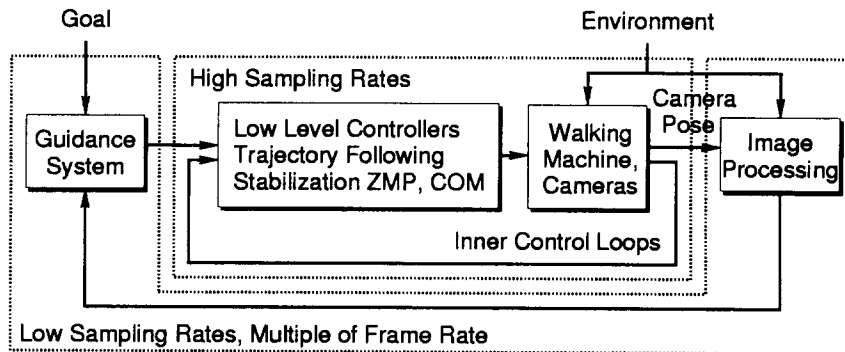 Goal
Environment
High Sampling Rates
Camera
Pose
Guidance
System
Low Level Controllers
Trajectory Following
Stabilization ZMP, COM
Walking
Machine,
Cameras
Image
Processing
Inner Control Loops
Low Sampling Rates, Multiple of Frame Rate